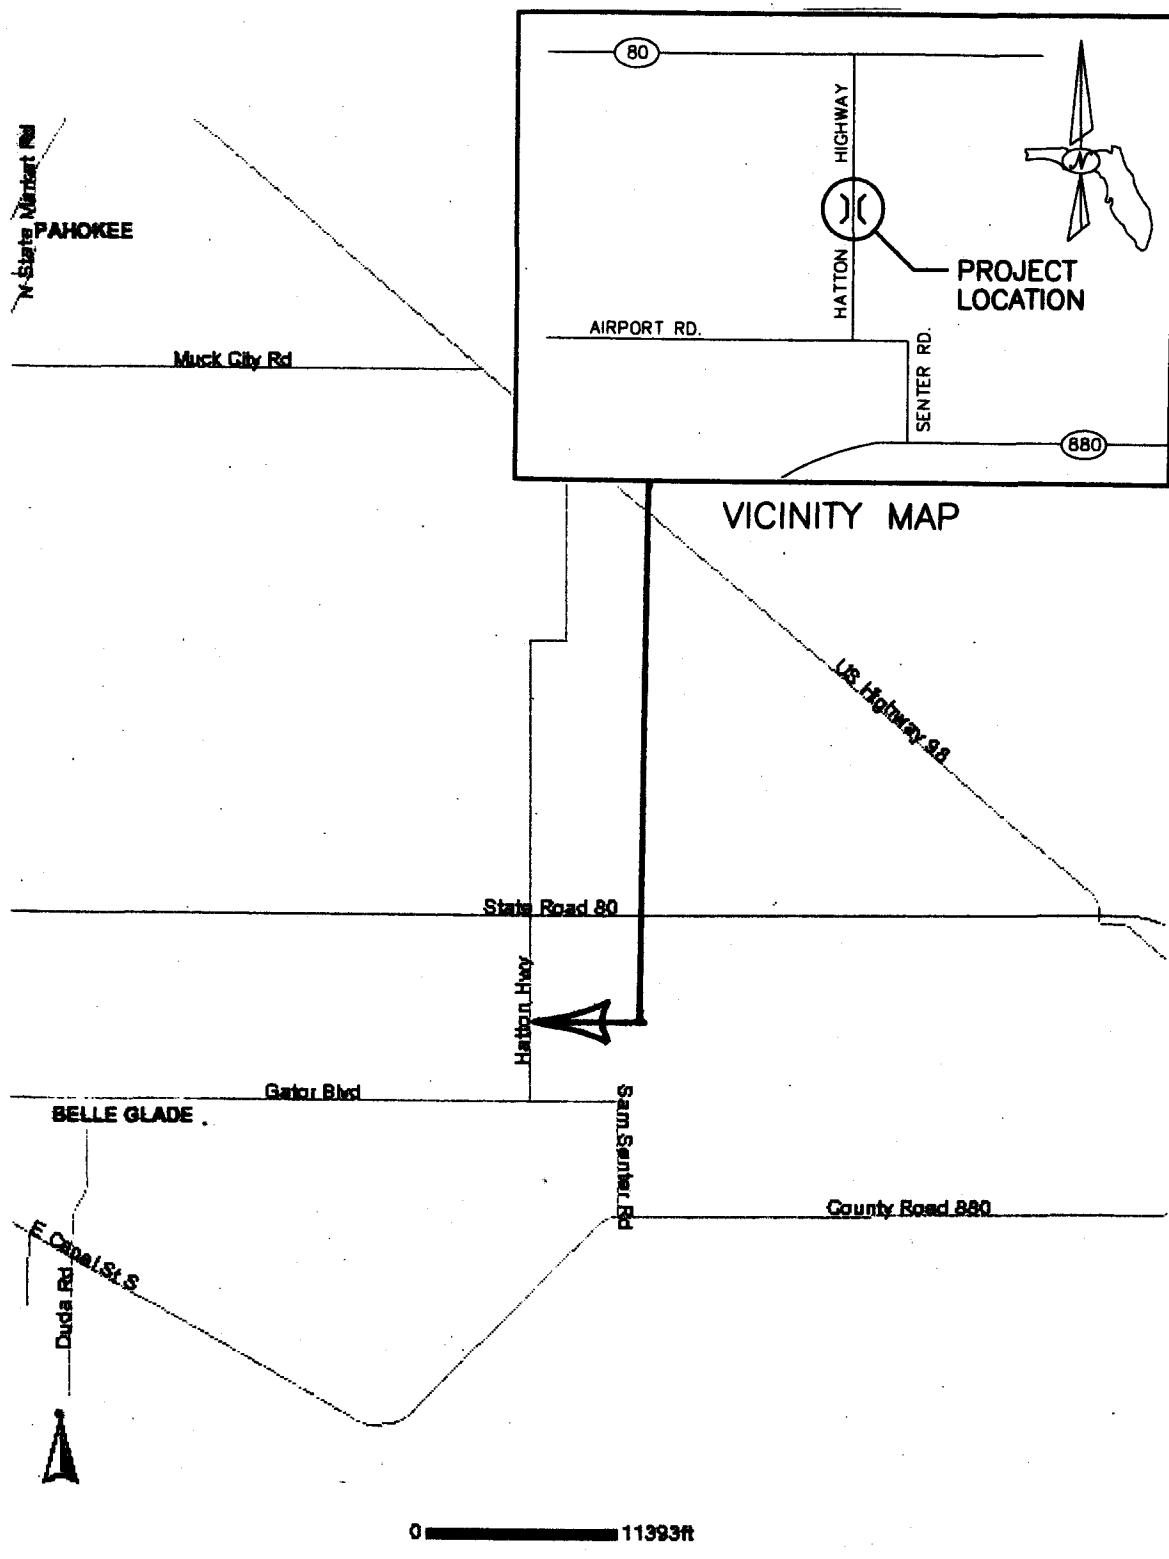 80
HATTON HIGHWAY
N
PROJECT
LOCATION
AIRPORT RD.
SENTER RD.
880
VICINITY MAP
N State Market Rd
PAHOKEE
Muck City Rd
US Highway 98
State Road 80
Hatton Hwy
Gator Blvd
BELLE GLADE
Sam Senter Rd
County Road 880
E Canal St S
Duda Rd
0 11393ft